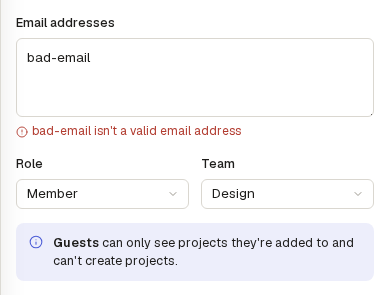 Email addresses
bad-email
bad-email isn't a valid email address
Role
Team
Member
Design
Guests can only see projects they're added to and
can't create projects.